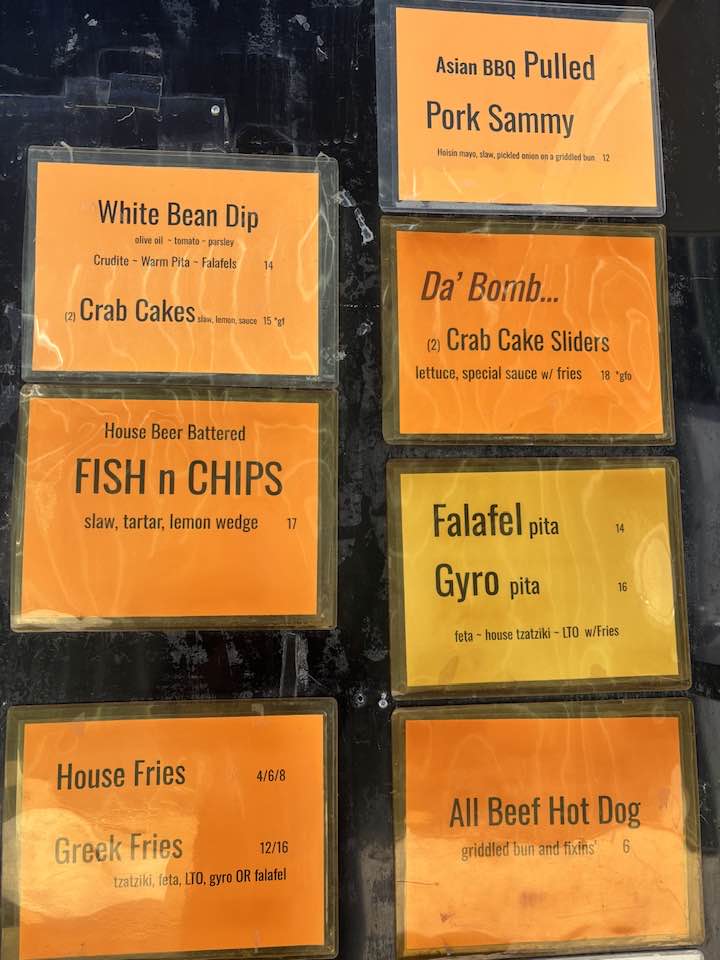 Asian BBQ Pulled
Pork Sammy
Hoisin mayo, slaw, pickled onion on a griddled bun 12
White Bean Dip
olive oil ~ tomato ~ parsley
Crudite ~ Warm Pita ~ Falafels 14
(2) Crab Cakes slaw, lemon, sauce 15 *gf
Da' Bomb...
(2) Crab Cake Sliders
lettuce, special sauce w/ fries 18 *gfo
House Beer Battered
FISH n CHIPS
slaw, tartar, lemon wedge 17
Falafel pita 14
Gyro pita 16
feta ~ house tzatziki ~ LTO w/Fries
House Fries 4/6/8
Greek Fries 12/16
tzatziki, feta, LTO, gyro OR falafel
All Beef Hot Dog
griddled bun and fixins' 6